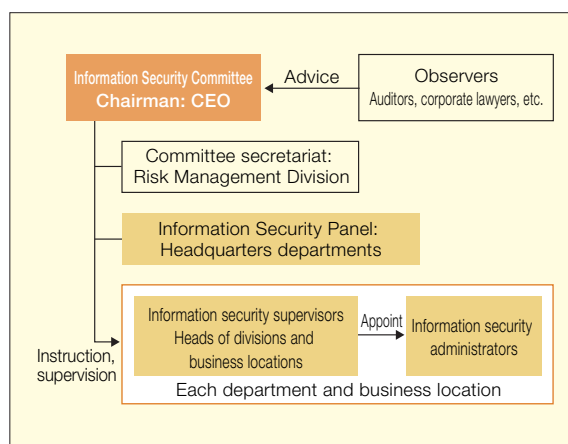 Information Security Committee
Chairman: CEO
Advice
Observers
Auditors, corporate lawyers, etc.
Committee secretariat:
Risk Management Division
Information Security Panel:
Headquarters departments
Information security supervisors
Heads of divisions and
business locations
Appoint
Information security
administrators
Instruction,
supervision
Each department and business location